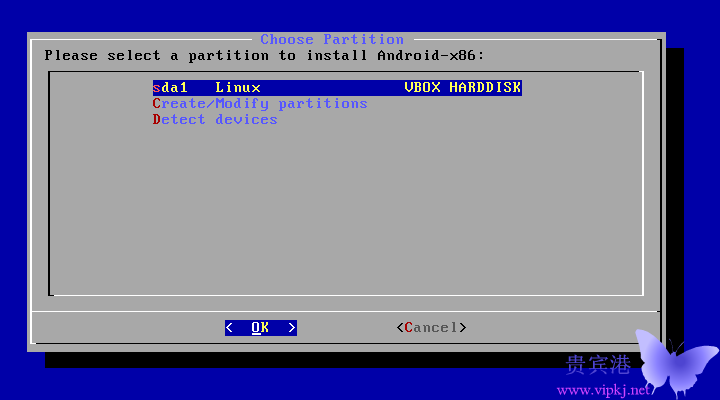 Choose Partition
Please select a partition to install Android-x86:
sda1 Linux VBOX HARDDISK
Create/Modify partitions
Detect devices
< OK > <Cancel>
贵宾港
www.vipkj.net